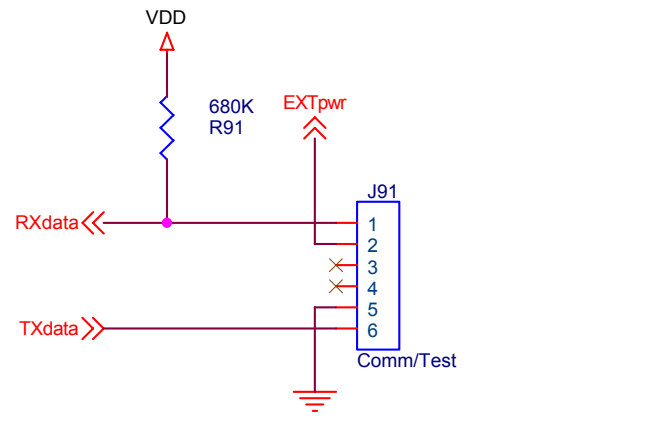 VDD
680K
R91
EXTpwr
J91
RXdata
1
2
3
4
5
TXdata
6
Comm/Test